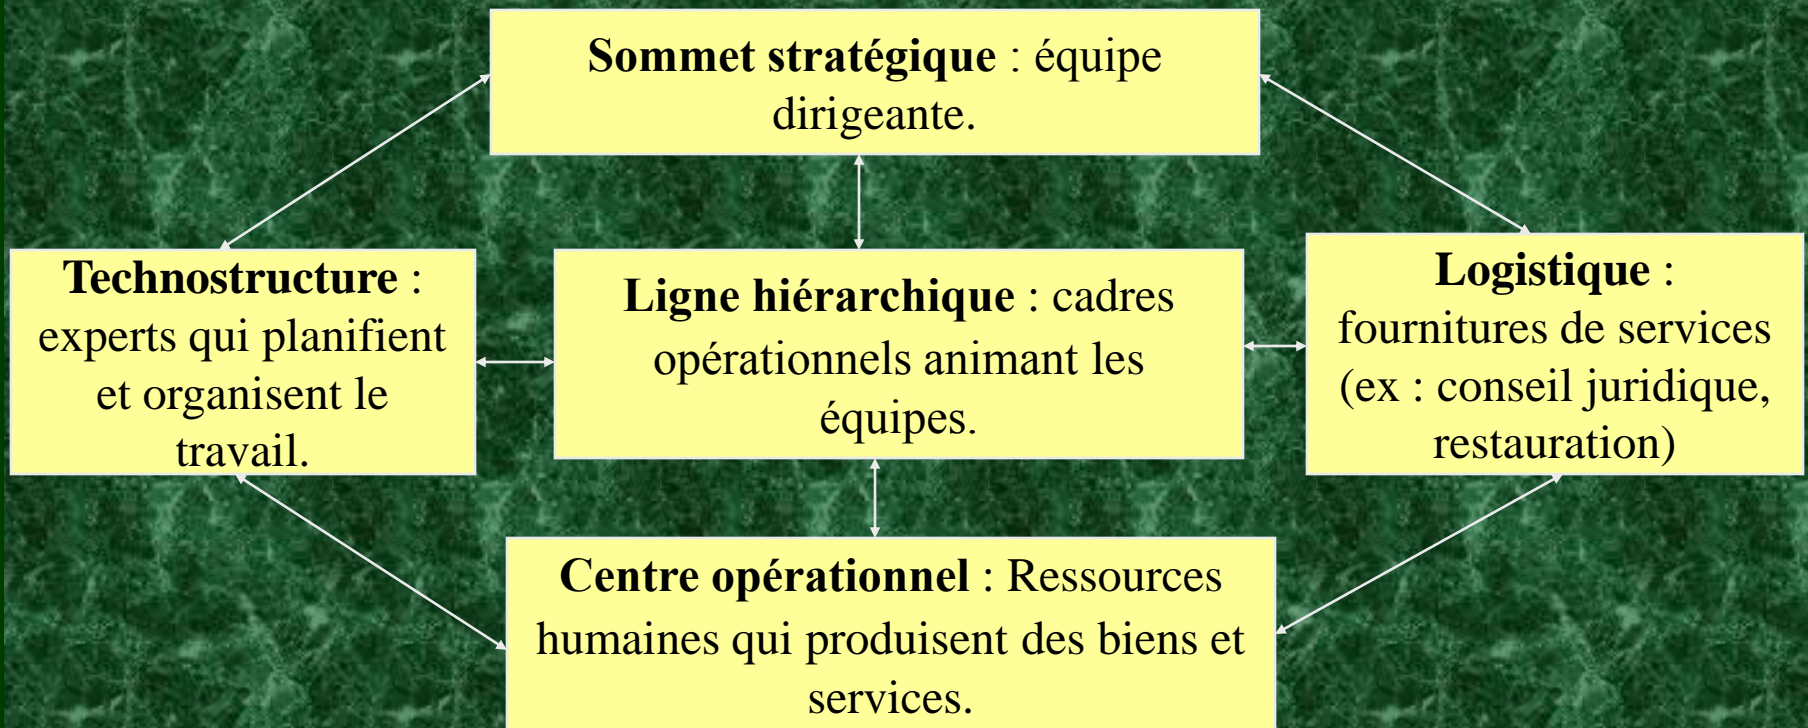 Sommet stratégique : équipe
dirigeante.
Technostructure :
experts qui planifient
et organisent le
travail.
Ligne hiérarchique : cadres
opérationnels animant les
équipes.
Logistique :
fournitures de services
(ex : conseil juridique,
restauration)
Centre opérationnel : Ressources
humaines qui produisent des biens et
services.